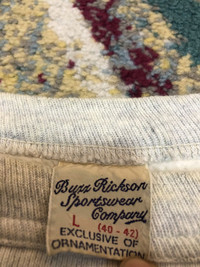 Buzz Rickson
Sportswear
Company
L (40 - 42)
EXCLUSIVE OF
ORNAMENTATION